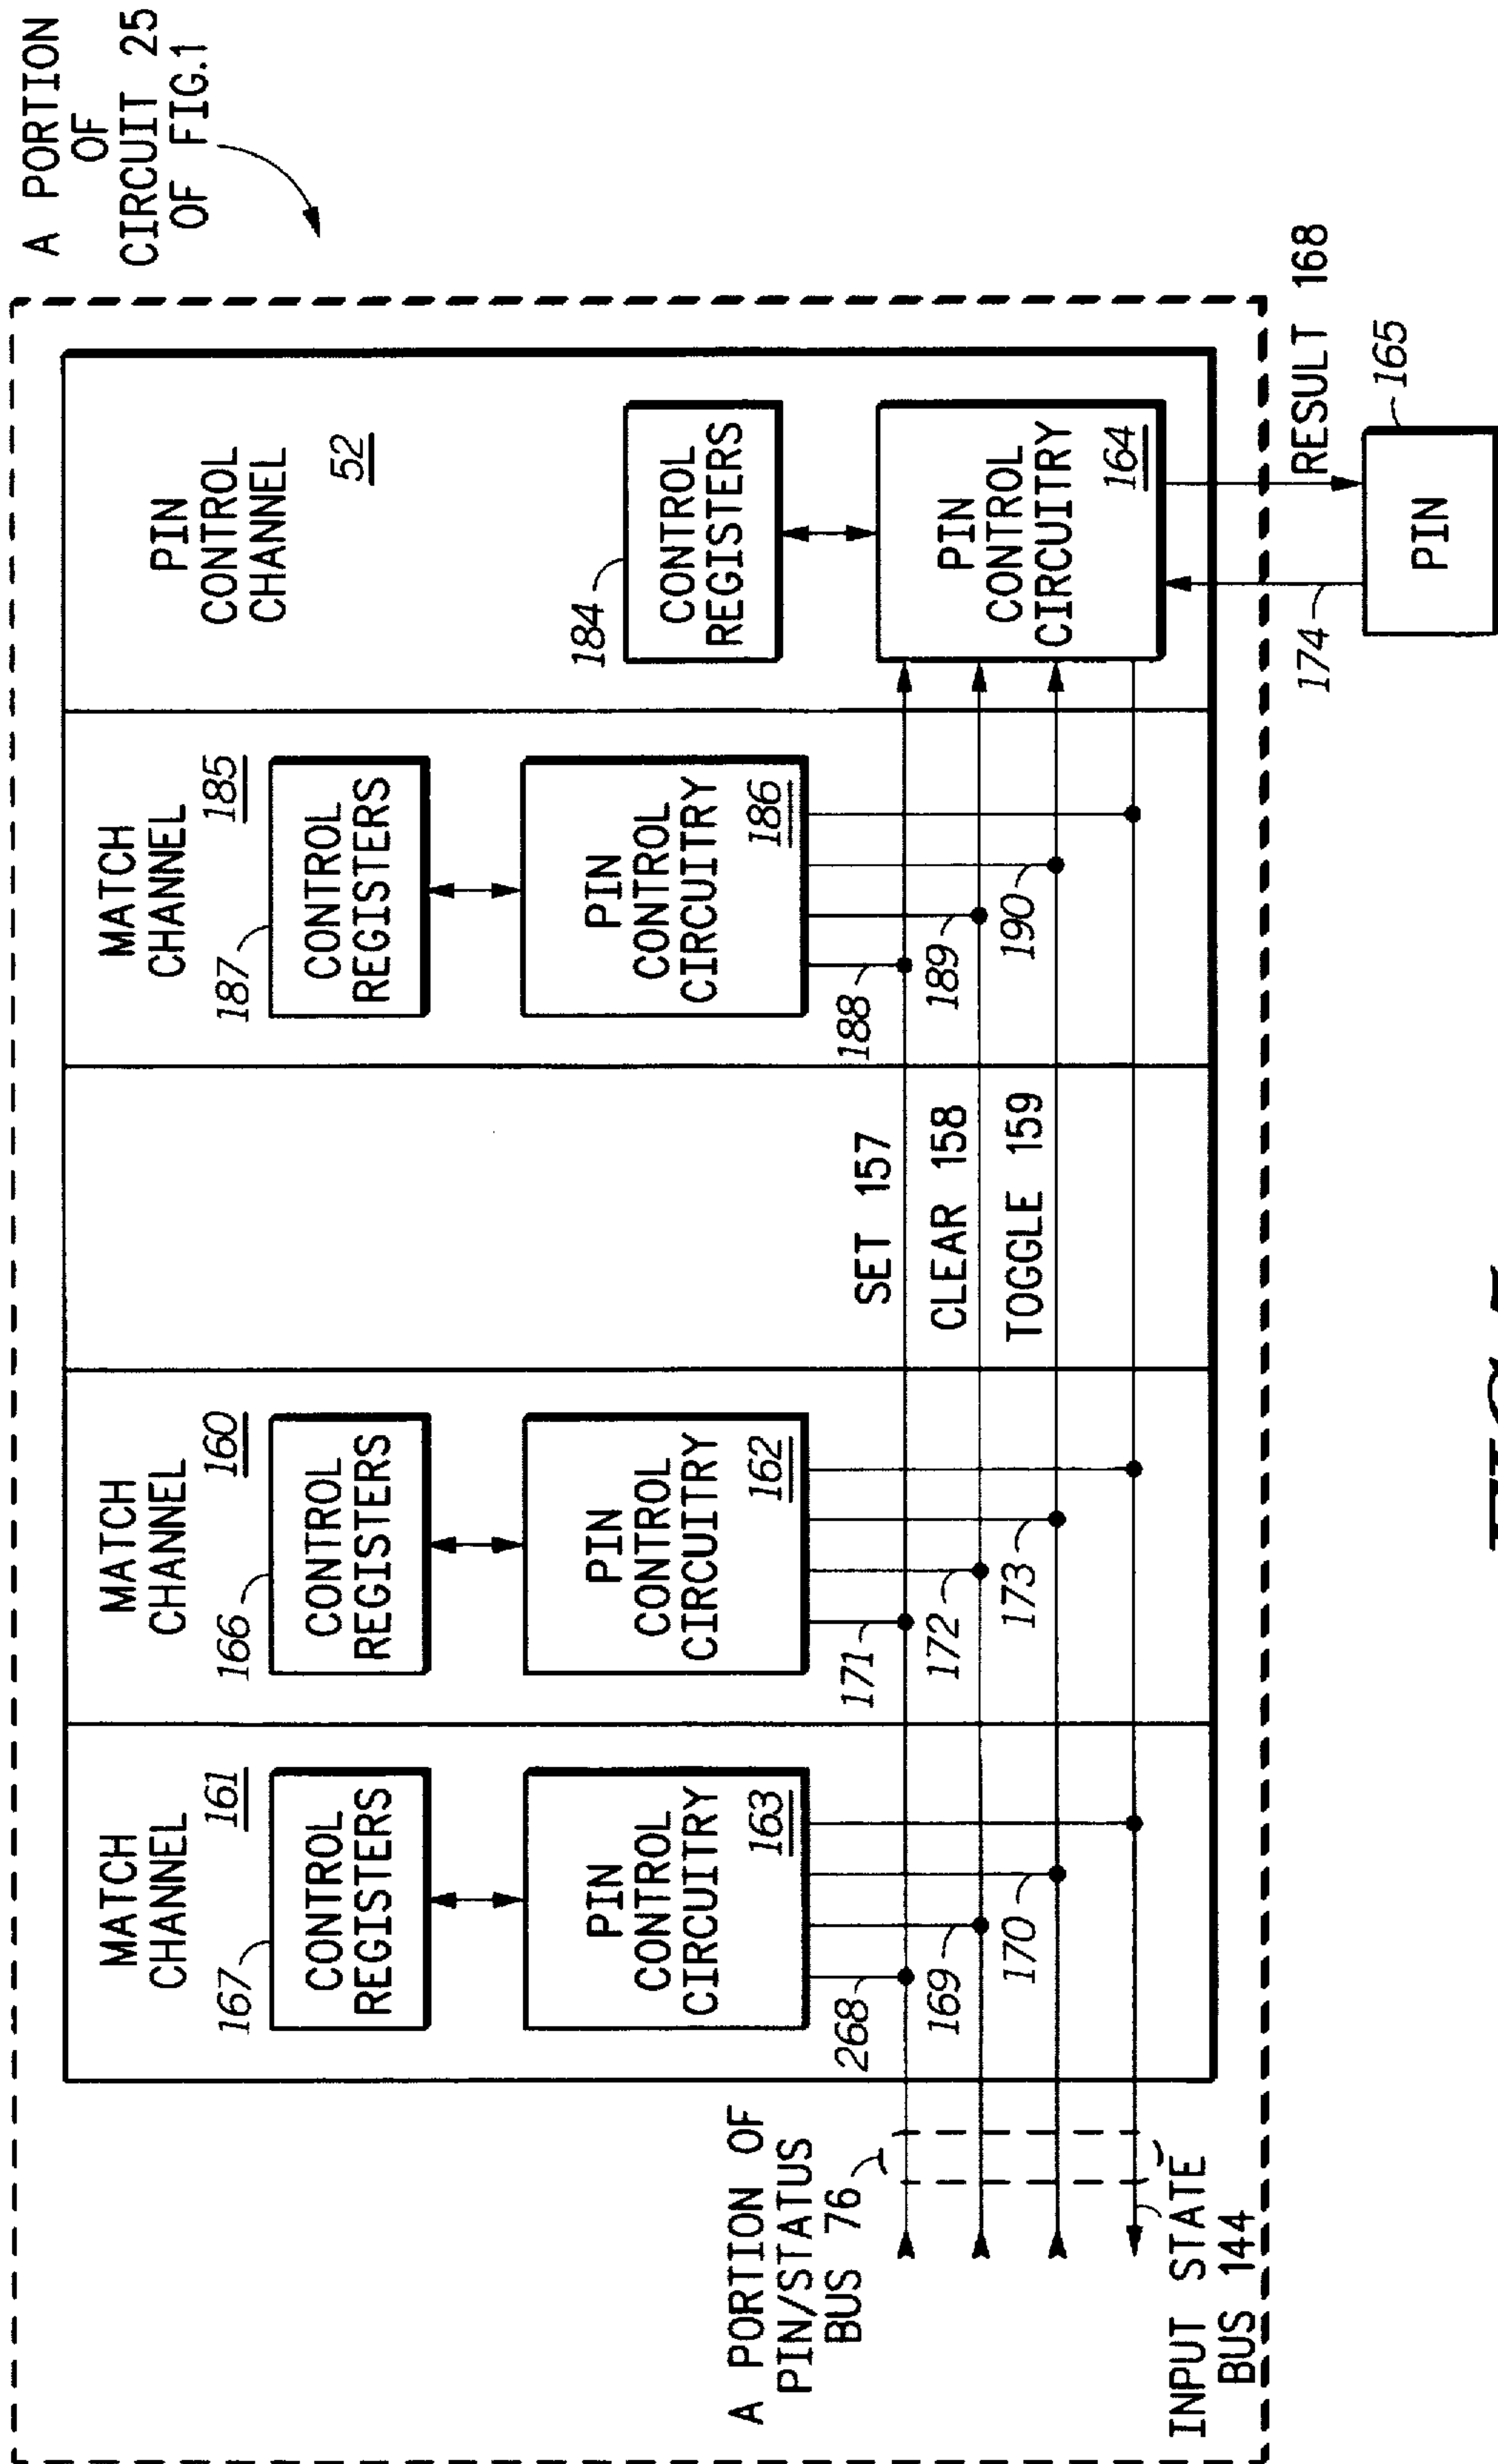 A PORTION
OF
CIRCUIT 25
OF FIG.1
MATCH
CHANNEL
161
167
CONTROL
REGISTERS
PIN
CONTROL
CIRCUITRY
163
268
169
170
MATCH
CHANNEL
160
166
CONTROL
REGISTERS
PIN
CONTROL
CIRCUITRY
162
171
172
173
SET 157
CLEAR 158
TOGGLE 159
MATCH
CHANNEL
185
187
CONTROL
REGISTERS
PIN
CONTROL
CIRCUITRY
186
188
189
190
PIN
CONTROL
CHANNEL
52
184
CONTROL
REGISTERS
PIN
CONTROL
CIRCUITRY
164
A PORTION OF
PIN/STATUS
BUS 76
INPUT STATE
BUS 144
174
RESULT 168
165
PIN